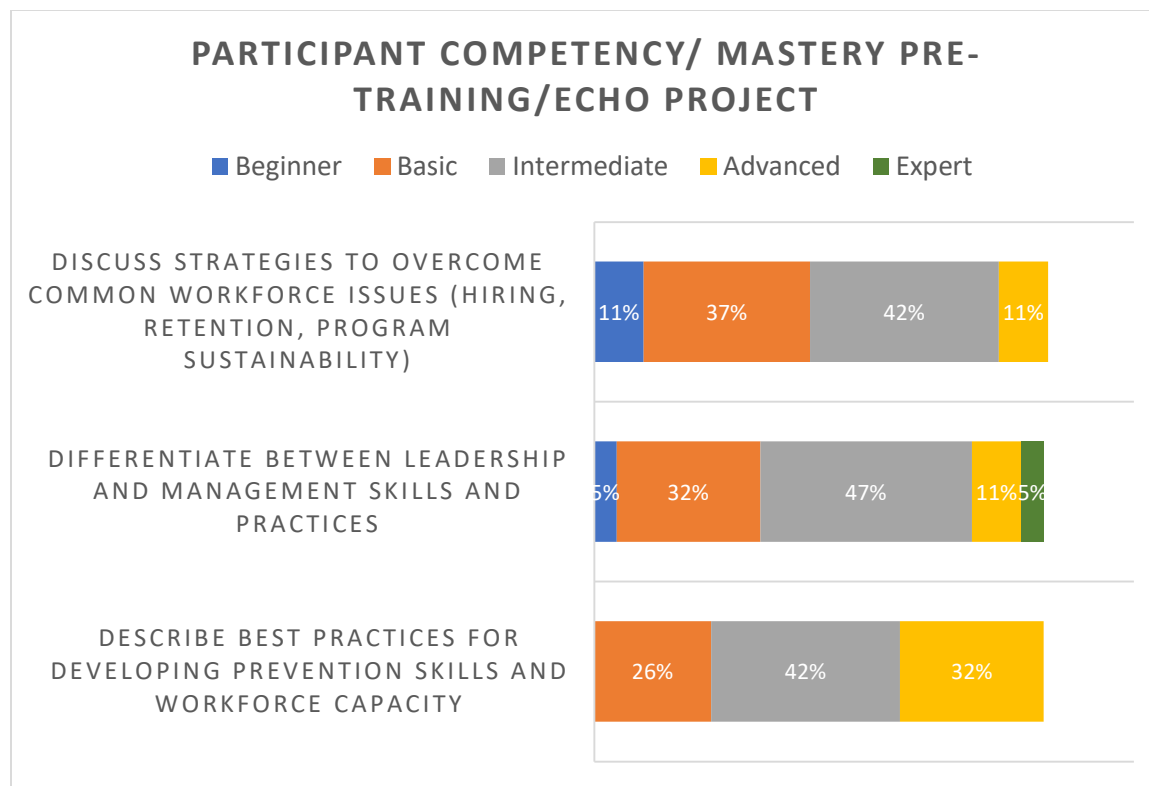 PARTICIPANT COMPETENCY/ MASTERY PRE-
TRAINING/ECHO PROJECT
Beginner Basic Intermediate Advanced Expert
DISCUSS STRATEGIES TO OVERCOME
COMMON WORKFORCE ISSUES (HIRING,
RETENTION, PROGRAM
SUSTAINABILITY)
11% 37% 42% 11%
DIFFERENTIATE BETWEEN LEADERSHIP
AND MANAGEMENT SKILLS AND
PRACTICES
5% 32% 47% 11% 5%
DESCRIBE BEST PRACTICES FOR
DEVELOPING PREVENTION SKILLS AND
WORKFORCE CAPACITY
26% 42% 32%